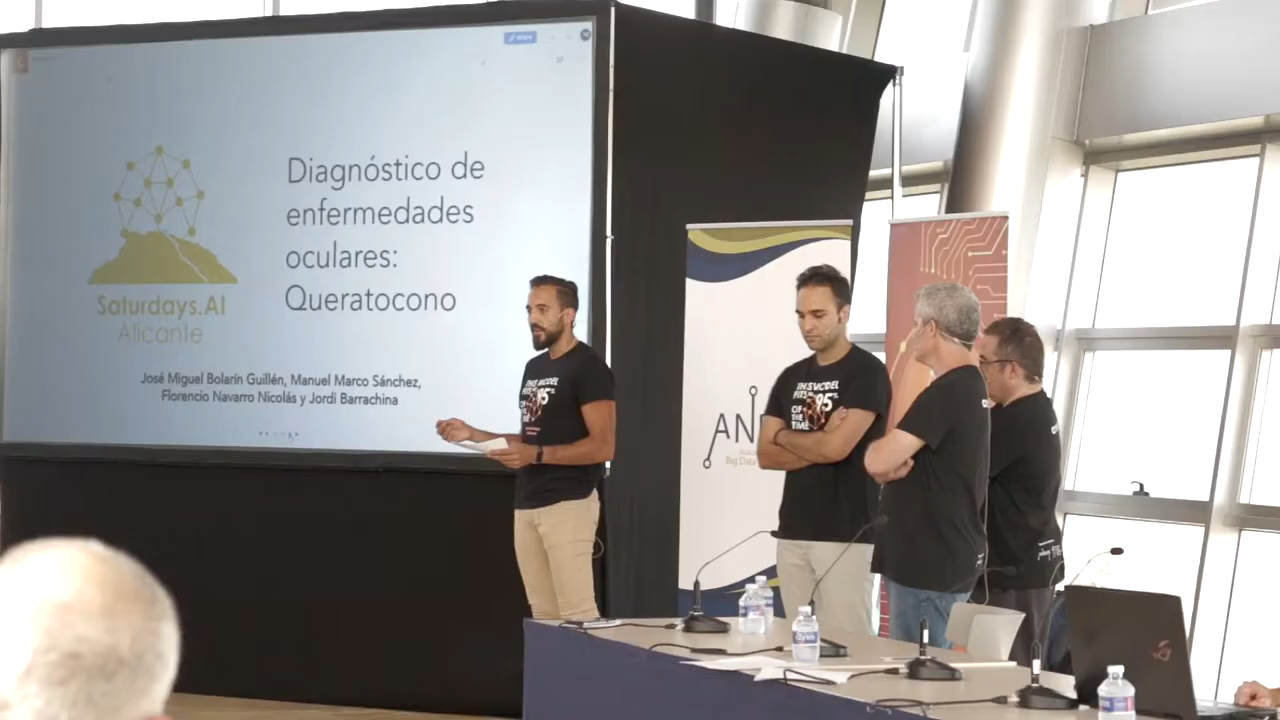 Diagnóstico de
enfermedades
oculares:
Queratocono
Saturdays.AI
Alicante
José Miguel Bolarín Guillén, Manuel Marco Sánchez,
Florencio Navarro Nicolás y Jordi Barrachina
THIS MODEL
FITS 95%
OF
THE
TIME
Big Data